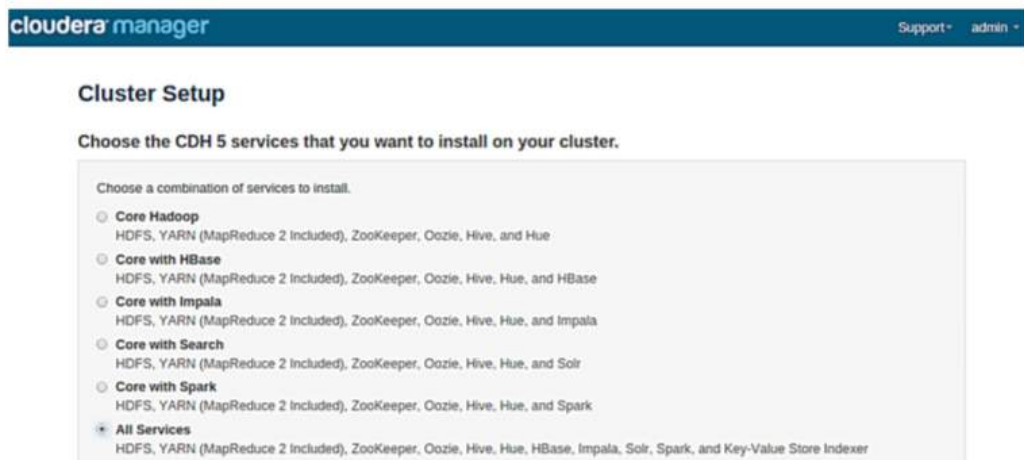 cloudera manager
Support admin
Cluster Setup
Choose the CDH 5 services that you want to install on your cluster.
Choose a combination of services to install.
Core Hadoop
HDFS, YARN (MapReduce 2 Included), ZooKeeper, Oozie, Hive, and Hue
Core with HBase
HDFS, YARN (MapReduce 2 Included), ZooKeeper, Oozie, Hive, Hue, and HBase
Core with Impala
HDFS, YARN (MapReduce 2 Included), ZooKeeper, Oozie, Hive, Hue, and Impala
Core with Search
HDFS, YARN (MapReduce 2 Included), ZooKeeper, Oozie, Hive, Hue, and Solr
Core with Spark
HDFS, YARN (MapReduce 2 Included), ZooKeeper, Oozie, Hive, Hue, and Spark
All Services
HDFS, YARN (MapReduce 2 Included), ZooKeeper, Oozie, Hive, Hue, HBase, Impala, Solr, Spark, and Key-Value Store Indexer